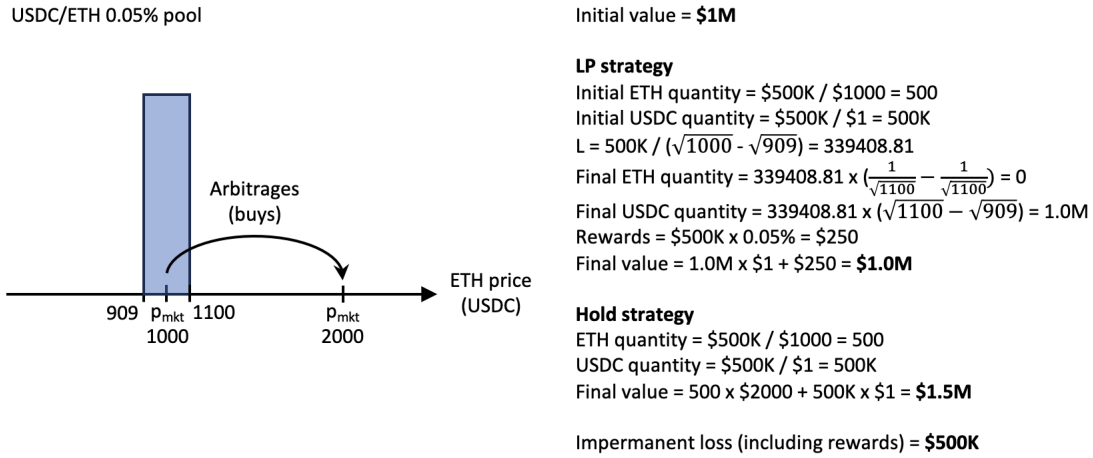 USDC/ETH 0.05% pool
Arbitrages
(buys)
ETH price
(USDC)
909 pmkt 1100
1000
pmkt
2000
Initial value = $1M
LP strategy
Initial ETH quantity = $500K / $1000 = 500
Initial USDC quantity = $500K / $1 = 500K
L = 500K / (√1000 - √909) = 339408.81
Final ETH quantity = 339408.81 x (1/√1100 − 1/√1100) = 0
Final USDC quantity = 339408.81 x (√1100 − √909) = 1.0M
Rewards = $500K x 0.05% = $250
Final value = 1.0M x $1 + $250 = $1.0M
Hold strategy
ETH quantity = $500K / $1000 = 500
USDC quantity = $500K / $1 = 500K
Final value = 500 x $2000 + 500K x $1 = $1.5M
Impermanent loss (including rewards) = $500K